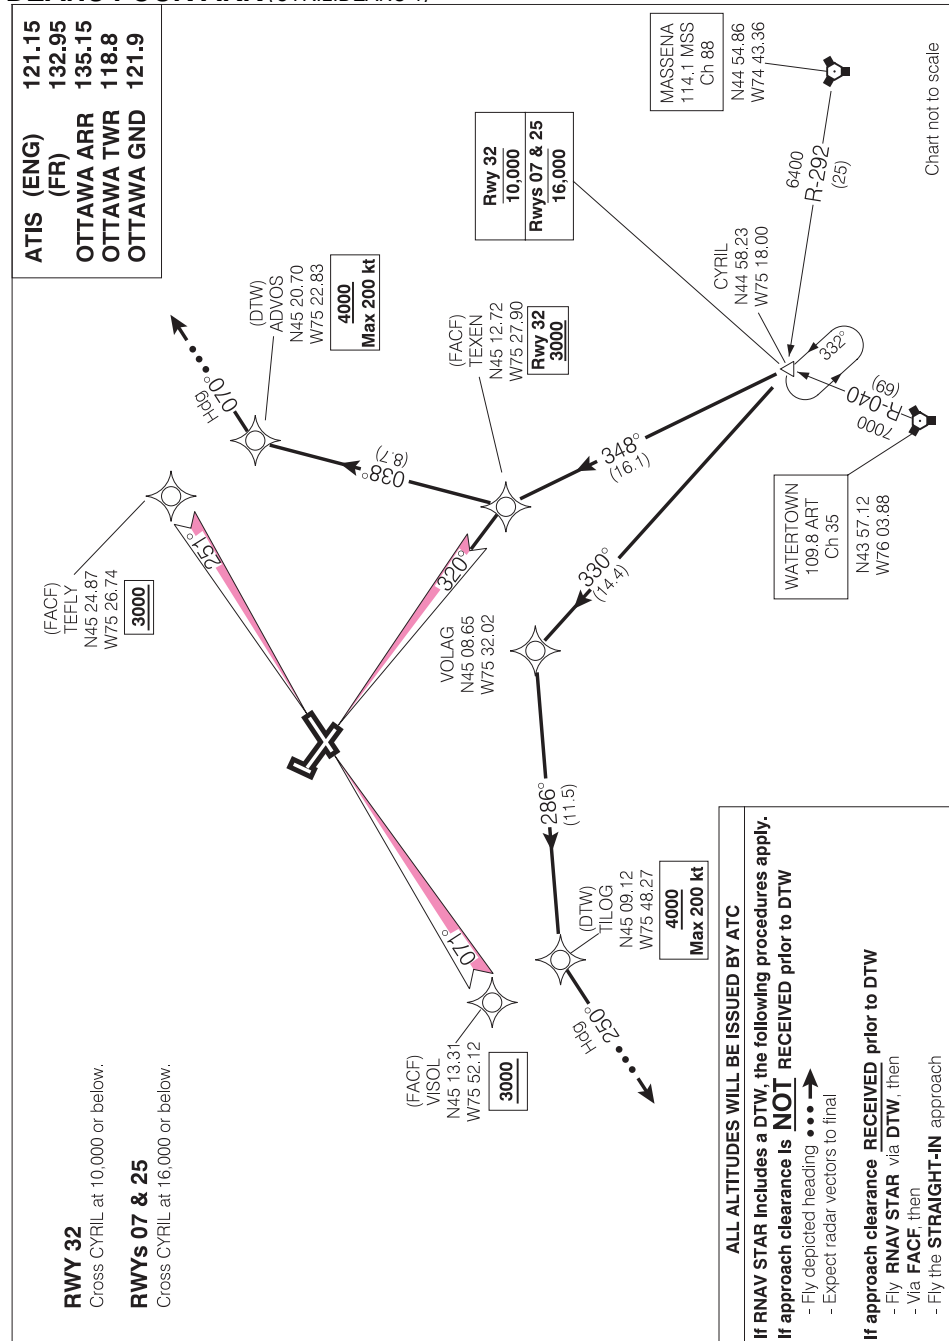 ATIS (ENG) 121.15
(FR) 132.95
OTTAWA ARR 135.15
OTTAWA TWR 118.8
OTTAWA GND 121.9
MASSENA
114.1 MSS
Ch 88
N44 54.86
W74 43.36
Chart not to scale
Rwy 32
10,000
Rwys 07 & 25
16,000
6400
R-292
(25)
CYRIL
N44 58.23
W75 18.00
332°
R-040
(69)
7000
WATERTOWN
109.8 ART
Ch 35
N43 57.12
W76 03.88
(DTW)
ADVOS
N45 20.70
W75 22.83
4000
Max 200 kt
Hdg
070°
(FACF)
TEXEN
N45 12.72
W75 27.90
Rwy 32
3000
038°
(8.7)
348°
(16.1)
(FACF)
TEFLY
N45 24.87
W75 26.74
3000
251°
320°
330°
(14.4)
VOLAG
N45 08.65
W75 32.02
286°
(11.5)
(DTW)
TILOG
N45 09.12
W75 48.27
4000
Max 200 kt
Hdg
250°
071°
(FACF)
VISOL
N45 13.31
W75 52.12
3000
RWY 32
Cross CYRIL at 10,000 or below.
RWYs 07 & 25
Cross CYRIL at 16,000 or below.
ALL ALTITUDES WILL BE ISSUED BY ATC
If RNAV STAR Includes a DTW, the following procedures apply.
If approach clearance is NOT RECEIVED prior to DTW
- Fly depicted heading
- Expect radar vectors to final
If approach clearance RECEIVED prior to DTW
- Fly RNAV STAR via DTW, then
- Via FACF, then
- Fly the STRAIGHT-IN approach